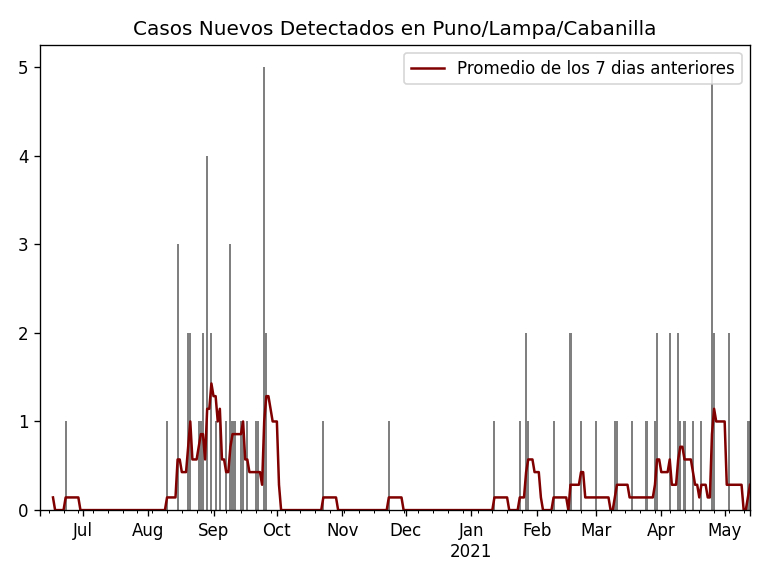 Casos Nuevos Detectados en Puno/Lampa/Cabanilla
Promedio de los 7 dias anteriores
5
4
3
2
1
0
Jul Aug Sep Oct Nov Dec Jan Feb Mar Apr May
2021